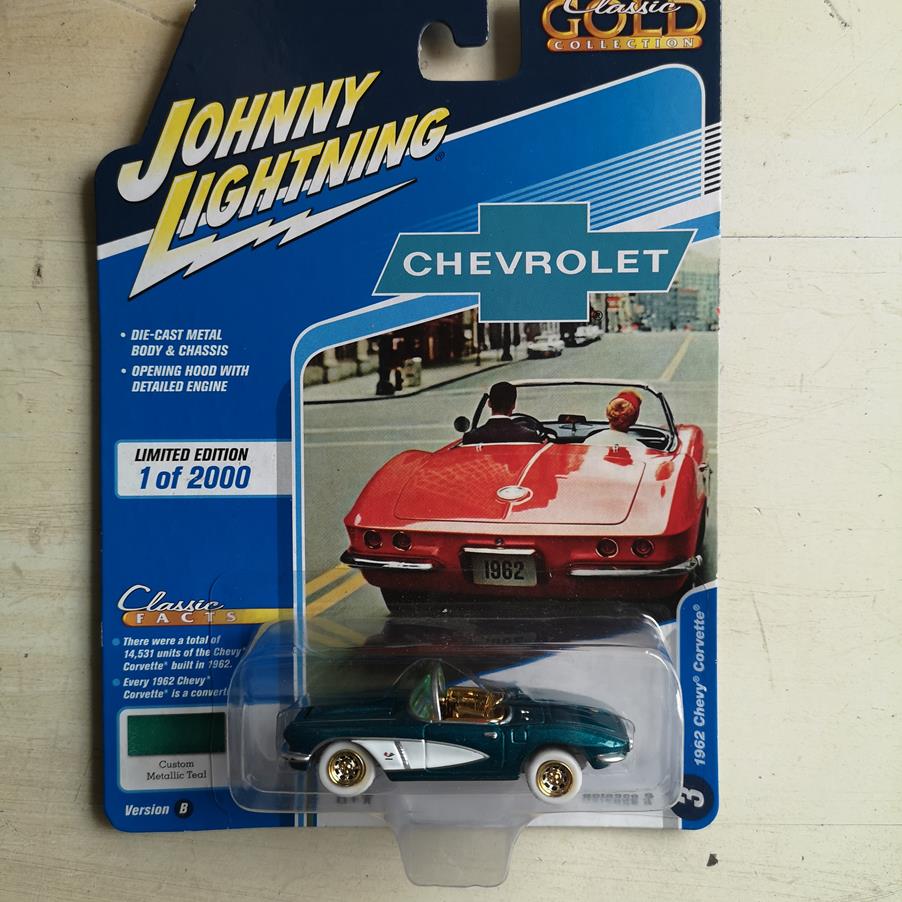 Classic
GOLD
COLLECTION
JOHNNY
LIGHTNING®
CHEVROLET
®
• DIE-CAST METAL
BODY & CHASSIS
• OPENING HOOD WITH
DETAILED ENGINE
LIMITED EDITION
1 of 2000
1962
Classic
FACTS
• There were a total of
14,531 units of the Chevy®
Corvette® built in 1962.
• Every 1962 Chevy®
Corvette® is a convert
Custom
Metallic Teal
Version B
1962 Chevy® Corvette®
3